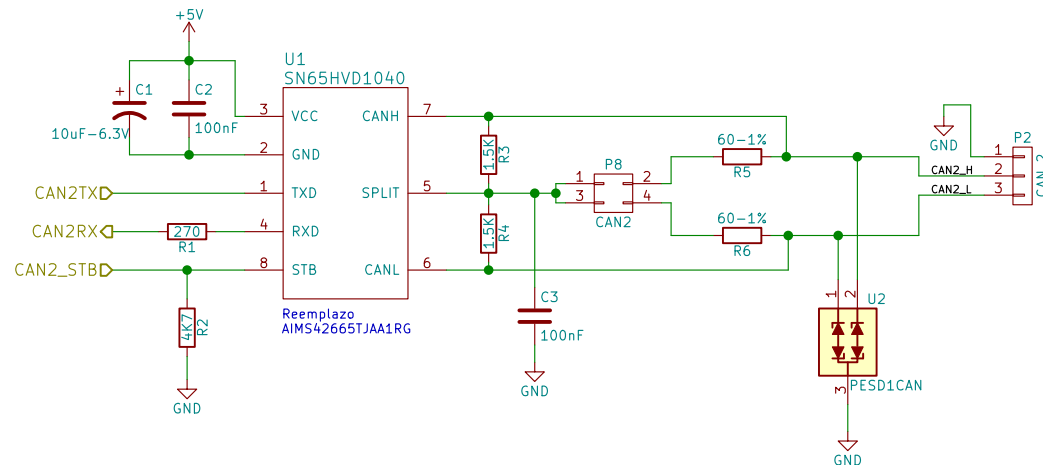 +5V
U1
SN65HVD1040
+ C1
10uF-6.3V
C2
100nF
3 VCC
2 GND
1 TXD
4 RXD
8 STB
CANH 7
SPLIT 5
CANL 6
CAN2TX
CAN2RX
CAN2_STB
270
R1
4K7
R2
GND
Reemplazo
AIMS42665TJAA1RG
1.5K
R3
1.5K
R4
C3
100nF
GND
P8
1 2
3 4
CAN2
60-1%
R5
60-1%
R6
GND
P2
1
CAN2_H 2
CAN2_L 3
CAN 2
1 2
U2
PESD1CAN
3
GND